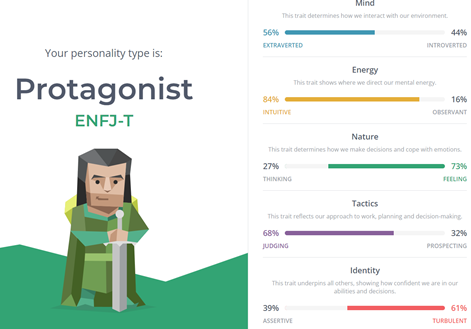 Your personality type is:
Protagonist
ENFJ-T
Mind
This trait determines how we interact with our environment.
56% 44%
EXTRAVERTED INTROVERTED
Energy
This trait shows where we direct our mental energy.
84% 16%
INTUITIVE OBSERVANT
Nature
This trait determines how we make decisions and cope with emotions.
27% 73%
THINKING FEELING
Tactics
This trait reflects our approach to work, planning and decision-making.
68% 32%
JUDGING PROSPECTING
Identity
This trait underpins all others, showing how confident we are in our
abilities and decisions.
39% 61%
ASSERTIVE TURBULENT